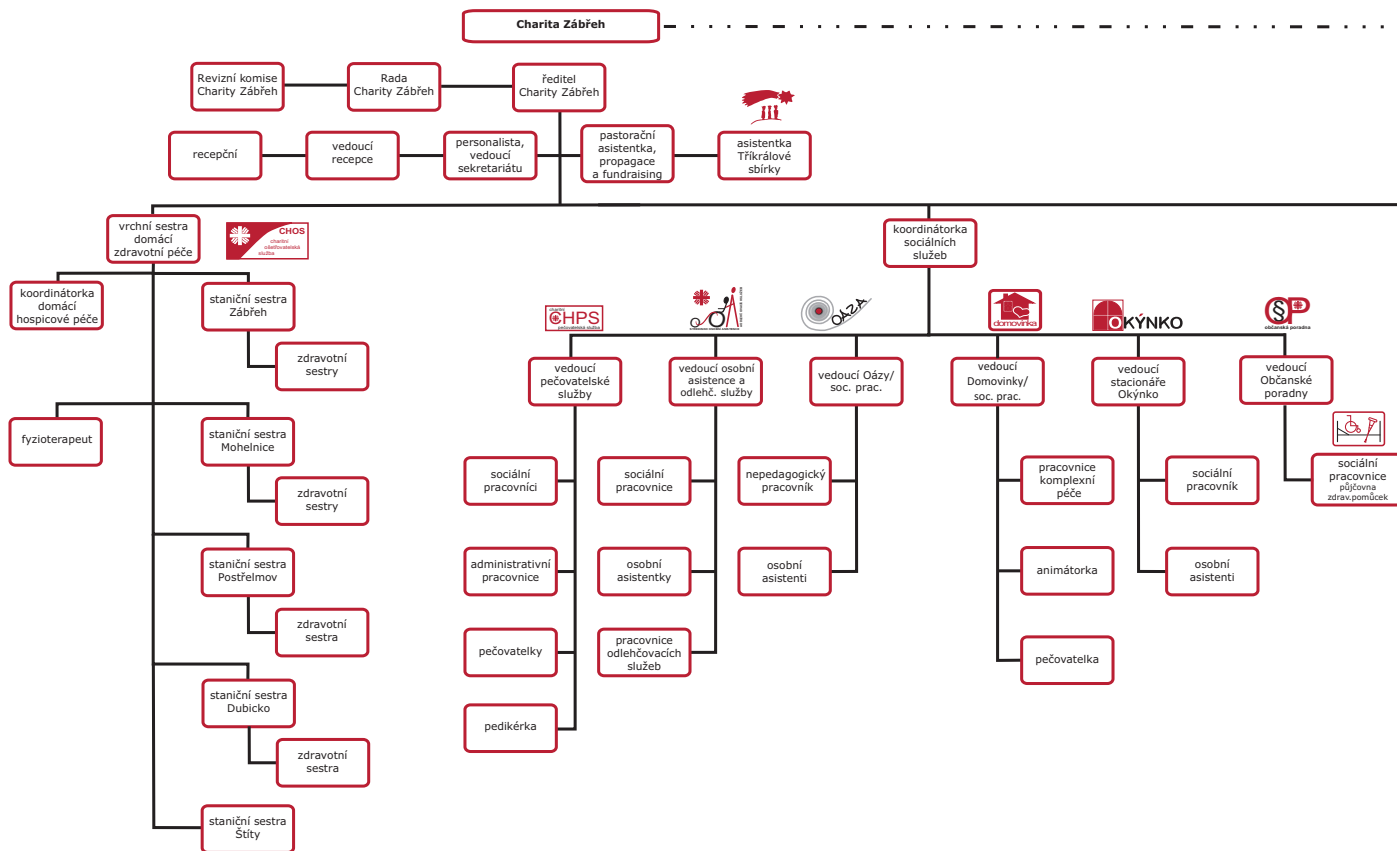 Charita Zábřeh
Revizní komise
Charity Zábřeh
Rada
Charity Zábřeh
ředitel
Charity Zábřeh
recepční
vedoucí
recepce
personalista,
vedoucí
sekretariátu
pastorační
asistentka,
propagace
a fundraising
asistentka
Tříkrálové
sbírky
vrchní sestra
domácí
zdravotní péče
CHOS
charitní
ošetřovatelská
služba
koordinátorka
sociálních
služeb
koordinátorka
domácí
hospicové péče
staniční sestra
Zábřeh
zdravotní
sestry
fyzioterapeut
staniční sestra
Mohelnice
zdravotní
sestry
staniční sestra
Postřelmov
zdravotní
sestra
staniční sestra
Dubicko
zdravotní
sestra
staniční sestra
Štíty
CHPS
pečovatelská služba
OÁZA
domovinka
OKÝNKO
občanská poradna
vedoucí
pečovatelské
služby
vedoucí osobní
asistence a
odlehč. služby
vedoucí Oázy/
soc. prac.
vedoucí
Domovinky/
soc. prac.
vedoucí
stacionáře
Okýnko
vedoucí
Občanské
poradny
sociální
pracovníci
sociální
pracovnice
nepedagogický
pracovník
pracovnice
komplexní
péče
sociální
pracovník
sociální
pracovnice
půjčovna
zdrav.pomůcek
administrativní
pracovnice
osobní
asistentky
osobní
asistenti
animátorka
osobní
asistenti
pečovatelky
pracovnice
odlehčovacích
služeb
pečovatelka
pedikérka